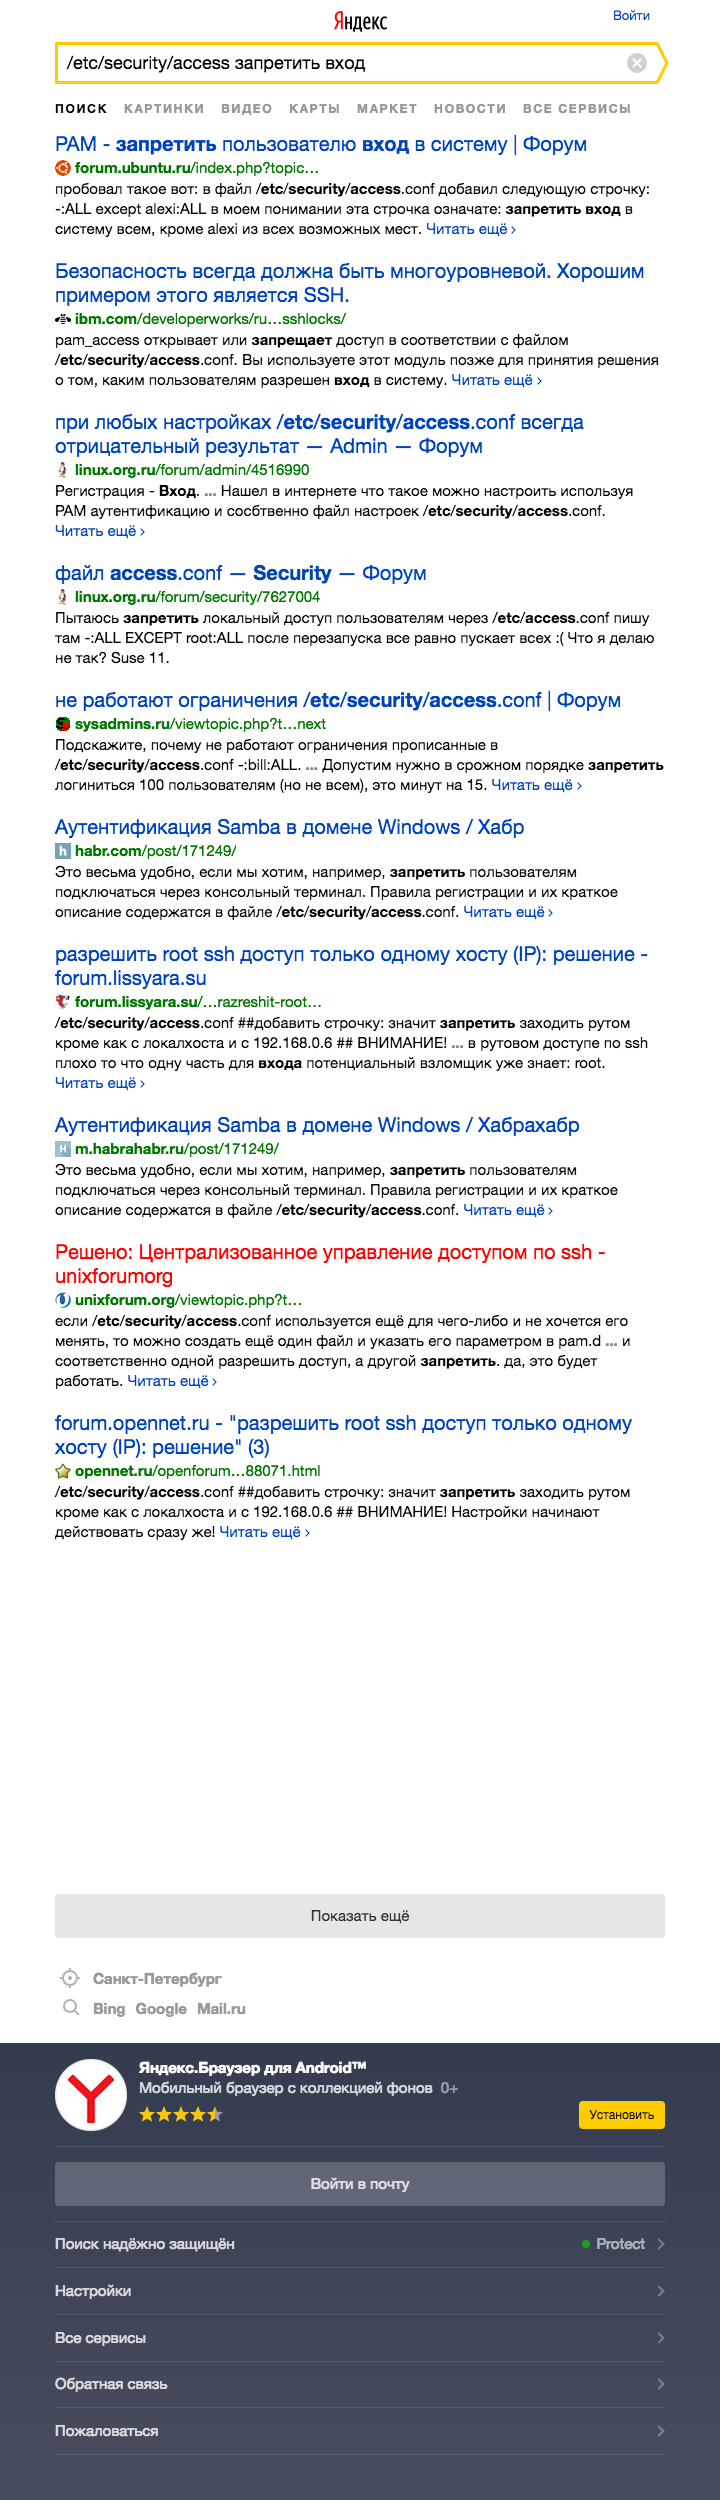 Яндекс
Войти
/etc/security/access запретить вход
ПОИСК КАРТИНКИ ВИДЕО КАРТЫ МАРКЕТ НОВОСТИ ВСЕ СЕРВИСЫ
PAM - запретить пользователю вход в систему | Форум
forum.ubuntu.ru/index.php?topic…
пробовал такое вот: в файл /etc/security/access.conf добавил следующую строчку:
-:ALL except alexi:ALL в моем понимании эта строчка означате: запретить вход в
систему всем, кроме alexi из всех возможных мест. Читать ещё ›
Безопасность всегда должна быть многоуровневой. Хорошим
примером этого является SSH.
ibm.com/developerworks/ru…sshlocks/
pam_access открывает или запрещает доступ в соответствии с файлом
/etc/security/access.conf. Вы используете этот модуль позже для принятия решения
о том, каким пользователям разрешен вход в систему. Читать ещё ›
при любых настройках /etc/security/access.conf всегда
отрицательный результат — Admin — Форум
linux.org.ru/forum/admin/4516990
Регистрация - Вход. ... Нашел в интернете что такое можно настроить используя
PAM аутентификацию и сосбтвенно файл настроек /etc/security/access.conf.
Читать ещё ›
файл access.conf — Security — Форум
linux.org.ru/forum/security/7627004
Пытаюсь запретить локальный доступ пользователям через /etc/access.conf пишу
там -:ALL EXCEPT root:ALL после перезапуска все равно пускает всех :( Что я делаю
не так? Suse 11.
не работают ограничения /etc/security/access.conf | Форум
sysadmins.ru/viewtopic.php?t…next
Подскажите, почему не работают ограничения прописанные в
/etc/security/access.conf -:bill:ALL. ... Допустим нужно в срожном порядке запретить
логиниться 100 пользователям (но не всем), это минут на 15. Читать ещё ›
Аутентификация Samba в домене Windows / Хабр
habr.com/post/171249/
Это весьма удобно, если мы хотим, например, запретить пользователям
подключаться через консольный терминал. Правила регистрации и их краткое
описание содержатся в файле /etc/security/access.conf. Читать ещё ›
разрешить root ssh доступ только одному хосту (IP): решение -
forum.lissyara.su
forum.lissyara.su/…razreshit-root…
/etc/security/access.conf ##добавить строчку: значит запретить заходить рутом
кроме как с локалхоста и с 192.168.0.6 ## ВНИМАНИЕ! ... в рутовом доступе по ssh
плохо то что одну часть для входа потенциальный взломщик уже знает: root.
Читать ещё ›
Аутентификация Samba в домене Windows / Хабрахабр
m.habrahabr.ru/post/171249/
Это весьма удобно, если мы хотим, например, запретить пользователям
подключаться через консольный терминал. Правила регистрации и их краткое
описание содержатся в файле /etc/security/access.conf. Читать ещё ›
Решено: Централизованное управление доступом по ssh -
unixforumorg
unixforum.org/viewtopic.php?t…
если /etc/security/access.conf используется ещё для чего-либо и не хочется его
менять, то можно создать ещё один файл и указать его параметром в pam.d ... и
соответственно одной разрешить доступ, а другой запретить. да, это будет
работать. Читать ещё ›
forum.opennet.ru - "разрешить root ssh доступ только одному
хосту (IP): решение" (3)
opennet.ru/openforum…88071.html
/etc/security/access.conf ##добавить строчку: значит запретить заходить рутом
кроме как с локалхоста и с 192.168.0.6 ## ВНИМАНИЕ! Настройки начинают
действовать сразу же! Читать ещё ›
Показать ещё
Санкт-Петербург
Bing Google Mail.ru
Яндекс.Браузер для Android™
Мобильный браузер с коллекцией фонов 0+
Установить
Войти в почту
Поиск надёжно защищён Protect
Настройки
Все сервисы
Обратная связь
Пожаловаться